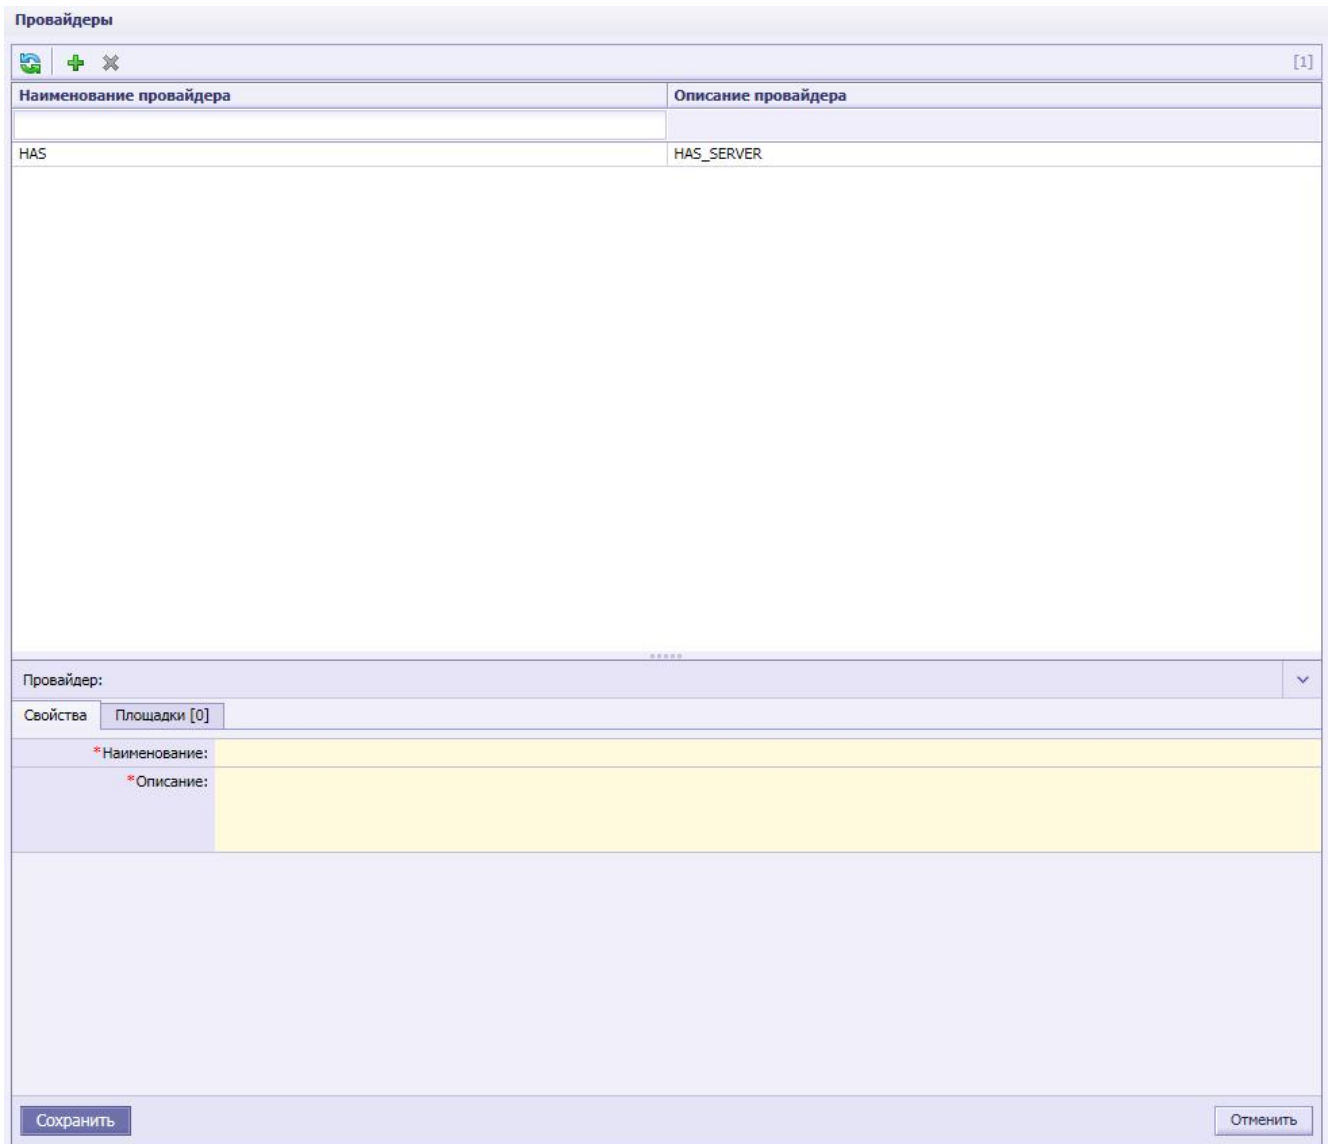 Провайдеры
[1]
Наименование провайдера Описание провайдера
HAS HAS_SERVER
Провайдер:
Свойства Площадки [0]
*Наименование:
*Описание:
Сохранить Отменить